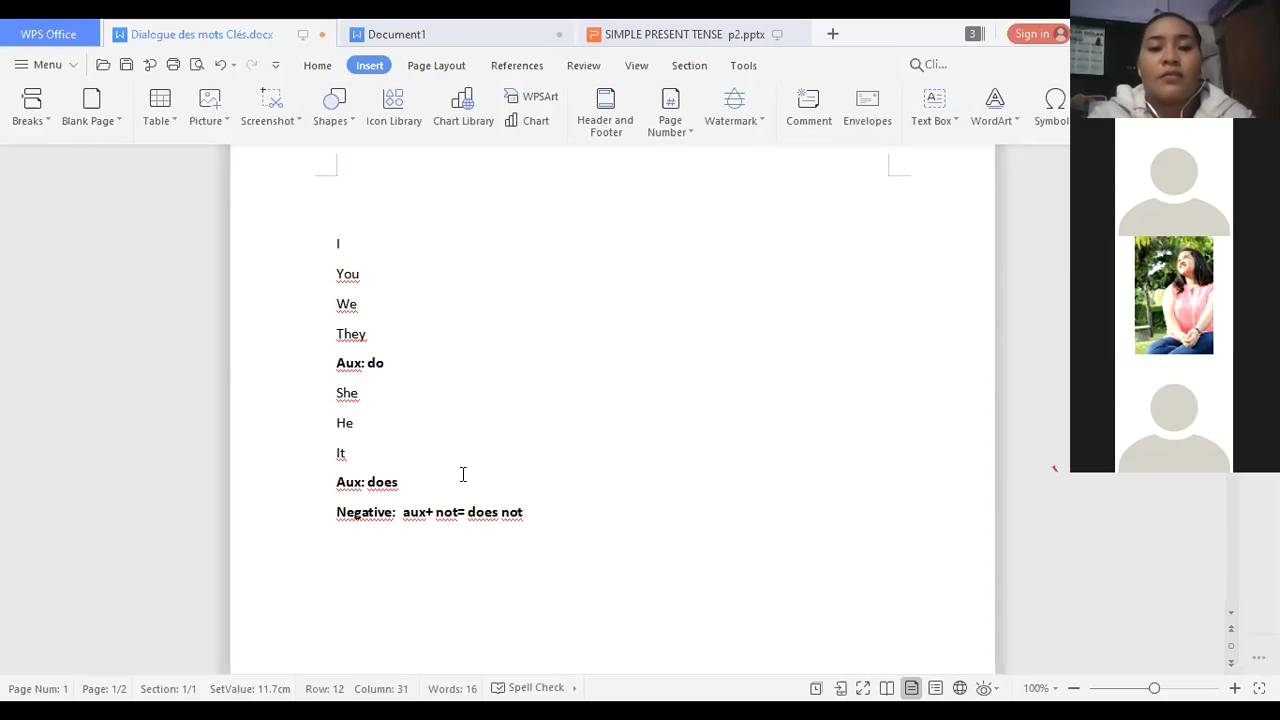 WPS Office
Dialogue des mots Clés.docx
Document1
SIMPLE PRESENT TENSE p2.pptx
3
Sign in
Menu
Home
Insert
Page Layout
References
Review
View
Section
Tools
Cli...
Breaks
Blank Page
Table
Picture
Screenshot
Shapes
Icon Library
Chart Library
WPSArt
Chart
Header and Footer
Page Number
Watermark
Comment
Envelopes
Text Box
WordArt
Symbol
I
You
We
They
Aux: do
She
He
It
Aux: does
Negative: aux+ not= does not
Page Num: 1
Page: 1/2
Section: 1/1
SetValue: 11.7cm
Row: 12
Column: 31
Words: 16
Spell Check
100%